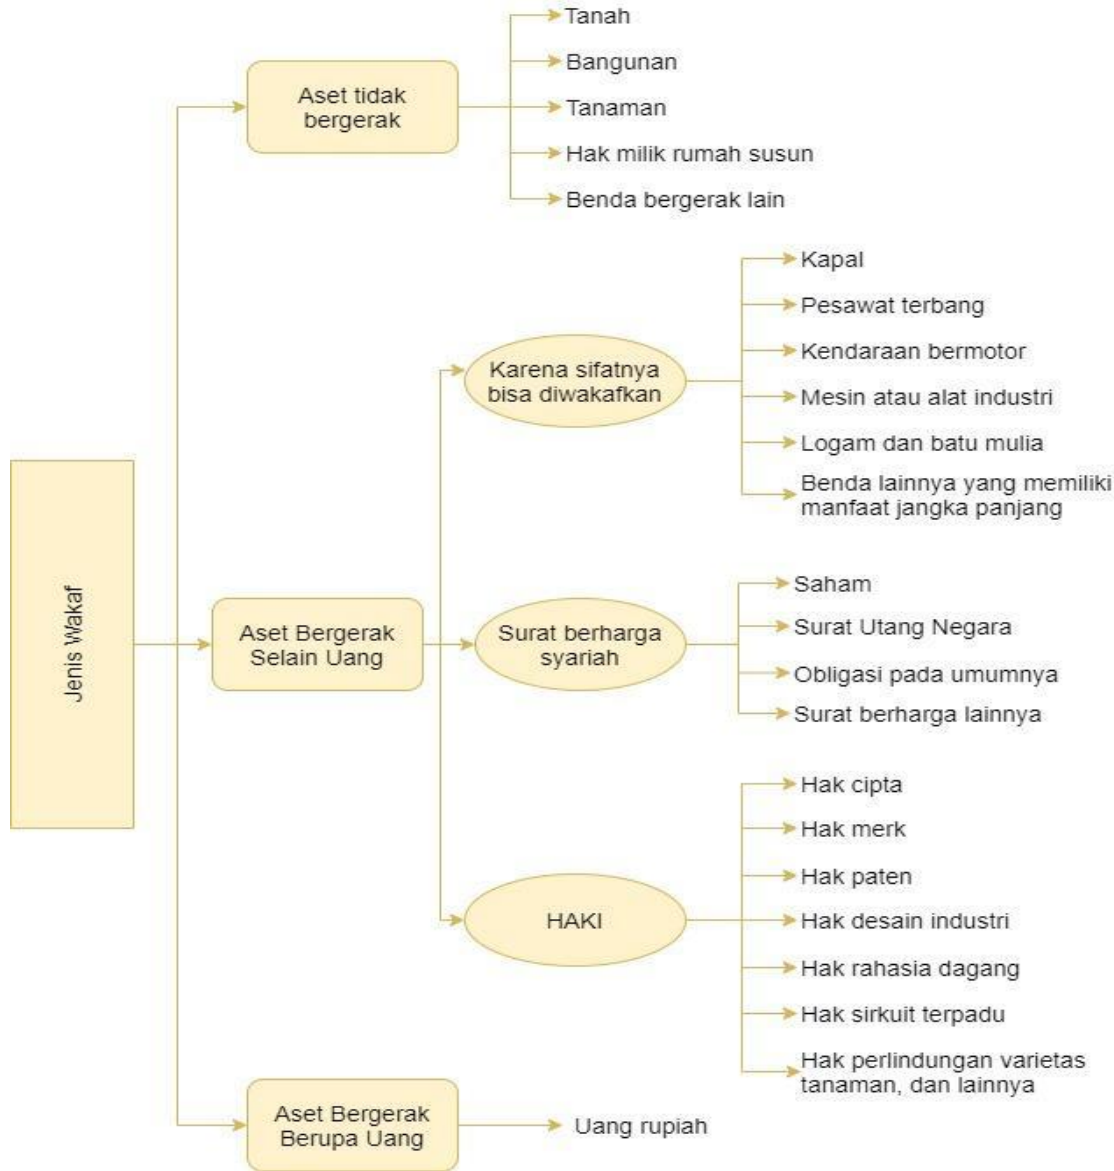 Jenis Wakaf
Aset tidak
bergerak
Tanah
Bangunan
Tanaman
Hak milik rumah susun
Benda bergerak lain
Aset Bergerak
Selain Uang
Karena sifatnya
bisa diwakafkan
Kapal
Pesawat terbang
Kendaraan bermotor
Mesin atau alat industri
Logam dan batu mulia
Benda lainnya yang memiliki
manfaat jangka panjang
Surat berharga
syariah
Saham
Surat Utang Negara
Obligasi pada umumnya
Surat berharga lainnya
HAKI
Hak cipta
Hak merk
Hak paten
Hak desain industri
Hak rahasia dagang
Hak sirkuit terpadu
Hak perlindungan varietas
tanaman, dan lainnya
Aset Bergerak
Berupa Uang
Uang rupiah